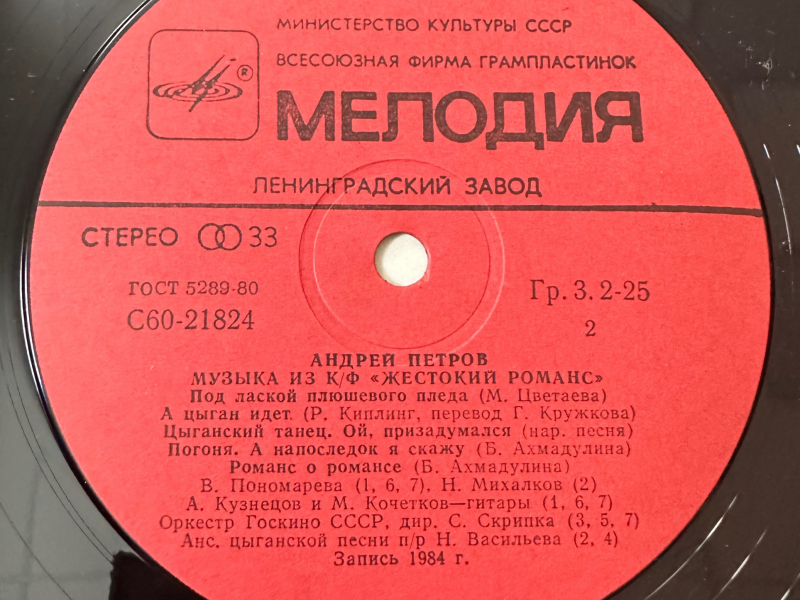 МИНИСТЕРСТВО КУЛЬТУРЫ СССР
ВСЕСОЮЗНАЯ ФИРМА ГРАМПЛАСТИНОК
®
МЕЛОДИЯ
ЛЕНИНГРАДСКИЙ ЗАВОД
СТЕРЕО 33
ГОСТ 5289-80
Гр. 3. 2-25
С60-21824
2
АНДРЕЙ ПЕТРОВ
МУЗЫКА ИЗ К/Ф «ЖЕСТОКИЙ РОМАНС»
Под лаской плюшевого пледа (М. Цветаева)
А цыган идет. (Р. Киплинг, перевод Г. Кружкова)
Цыганский танец. Ой, призадумался (нар. песня)
Погоня. А напоследок я скажу (Б. Ахмадулина)
Романс о романсе (Б. Ахмадулина)
В. Пономарева (1, 6, 7), Н. Михалков (2)
А. Кузнецов и М. Кочетков—гитары (1, 6, 7)
Оркестр Госкино СССР, дир. С. Скрипка (3, 5, 7)
Анс. цыганской песни п/р Н. Васильева (2, 4)
Запись 1984 г.